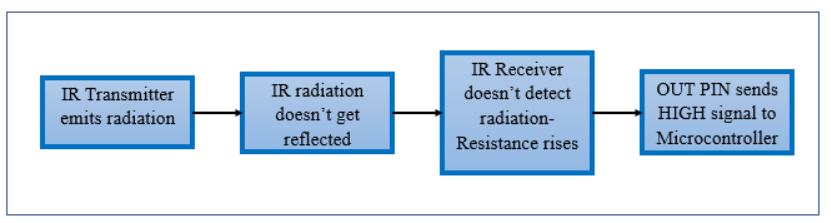 IR Transmitter
emits radiation
IR radiation
doesn't get
reflected
IR Receiver
doesn't detect
radiation-
Resistance rises
OUT PIN sends
HIGH signal to
Microcontroller